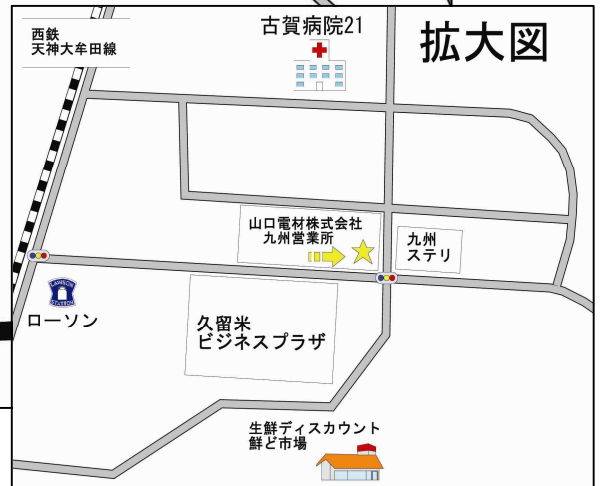 西鉄
天神大牟田線
古賀病院21
拡大図
山口電材株式会社
九州営業所
九州
ステリ
LAWSON
STATION
ローソン
久留米
ビジネスプラザ
生鮮ディスカウント
鮮ど市場